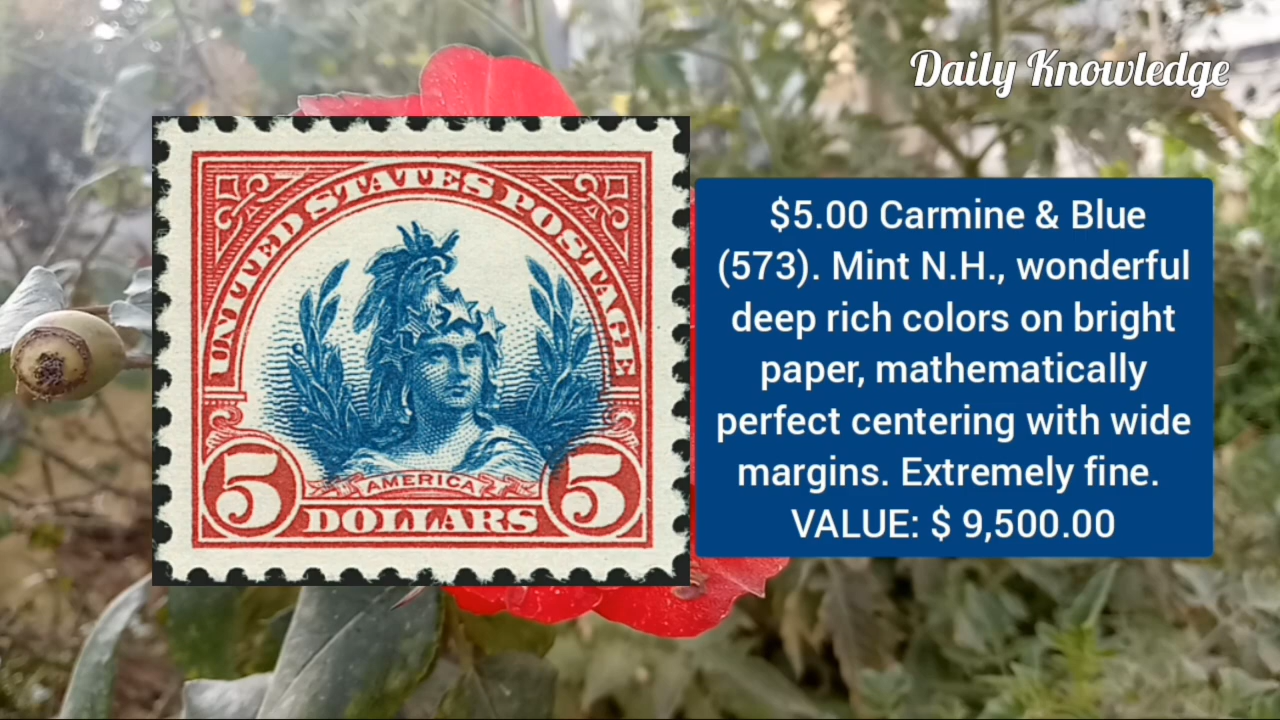 Daily Knowledge
UNITED STATES POSTAGE
AMERICA
5 5
DOLLARS
$5.00 Carmine & Blue
(573). Mint N.H., wonderful
deep rich colors on bright
paper, mathematically
perfect centering with wide
margins. Extremely fine.
VALUE: $ 9,500.00